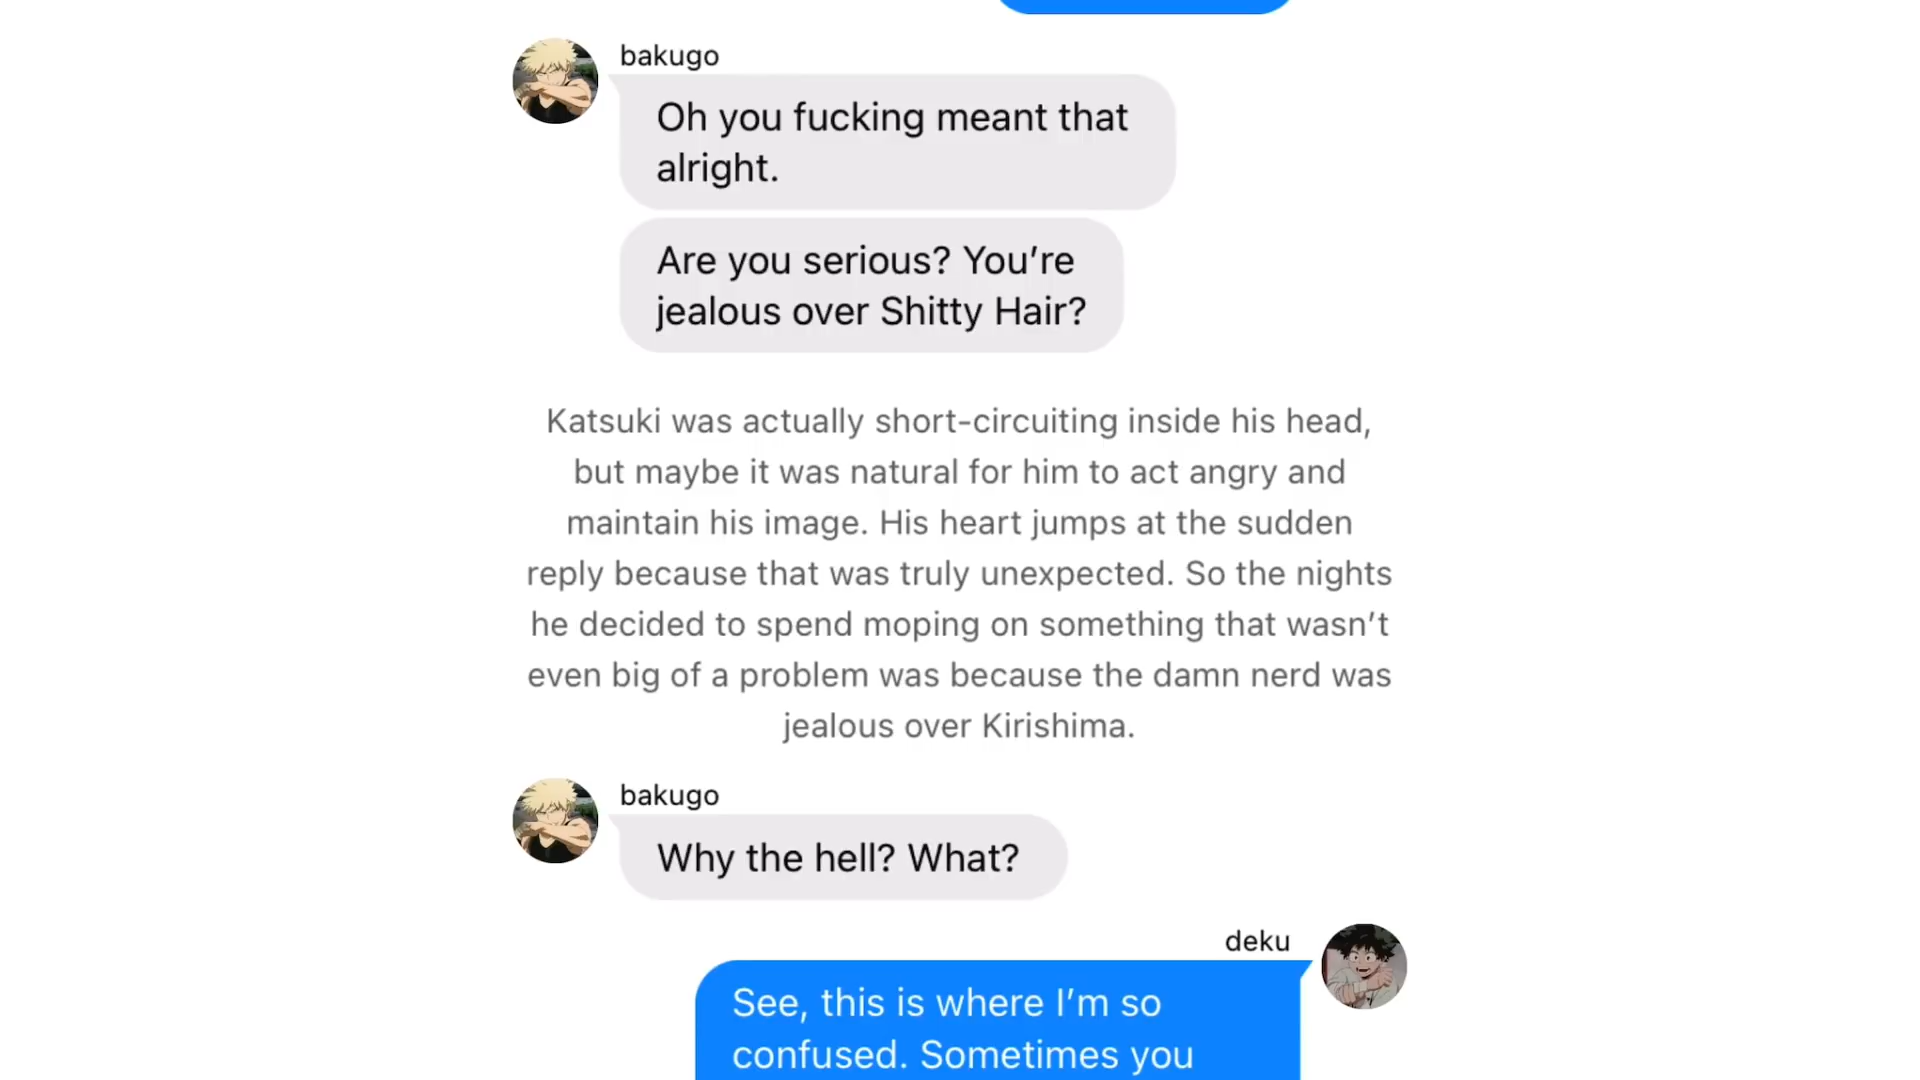 bakugo
Oh you fucking meant that
alright.
Are you serious? You’re
jealous over Shitty Hair?
Katsuki was actually short-circuiting inside his head,
but maybe it was natural for him to act angry and
maintain his image. His heart jumps at the sudden
reply because that was truly unexpected. So the nights
he decided to spend moping on something that wasn’t
even big of a problem was because the damn nerd was
jealous over Kirishima.
bakugo
Why the hell? What?
deku
See, this is where I’m so
confused. Sometimes you